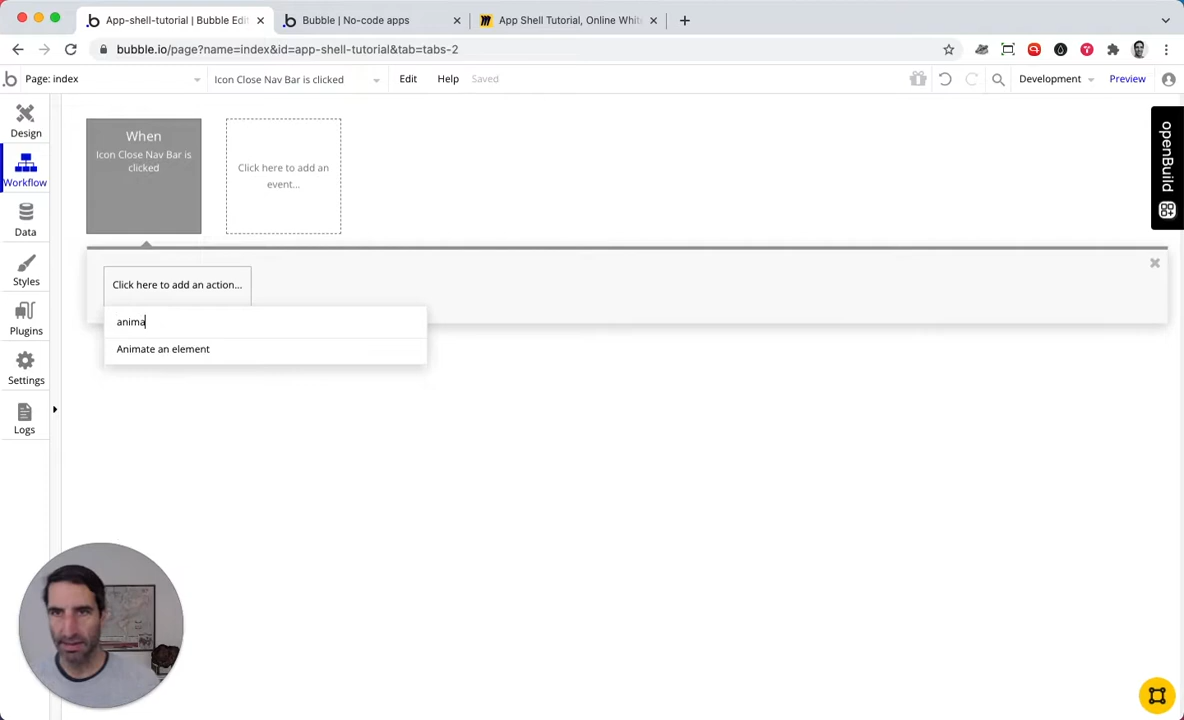 App-shell-tutorial | Bubble Edi
Bubble | No-code apps
App Shell Tutorial, Online Whit
bubble.io/page?name=index&id=app-shell-tutorial&tab=tabs-2
Page: index
Icon Close Nav Bar is clicked
Edit
Help
Saved
Development
Preview
Design
Workflow
Data
Styles
Plugins
Settings
Logs
When
Icon Close Nav Bar is
clicked
Click here to add an
event...
Click here to add an action...
anima
Animate an element
openBuild